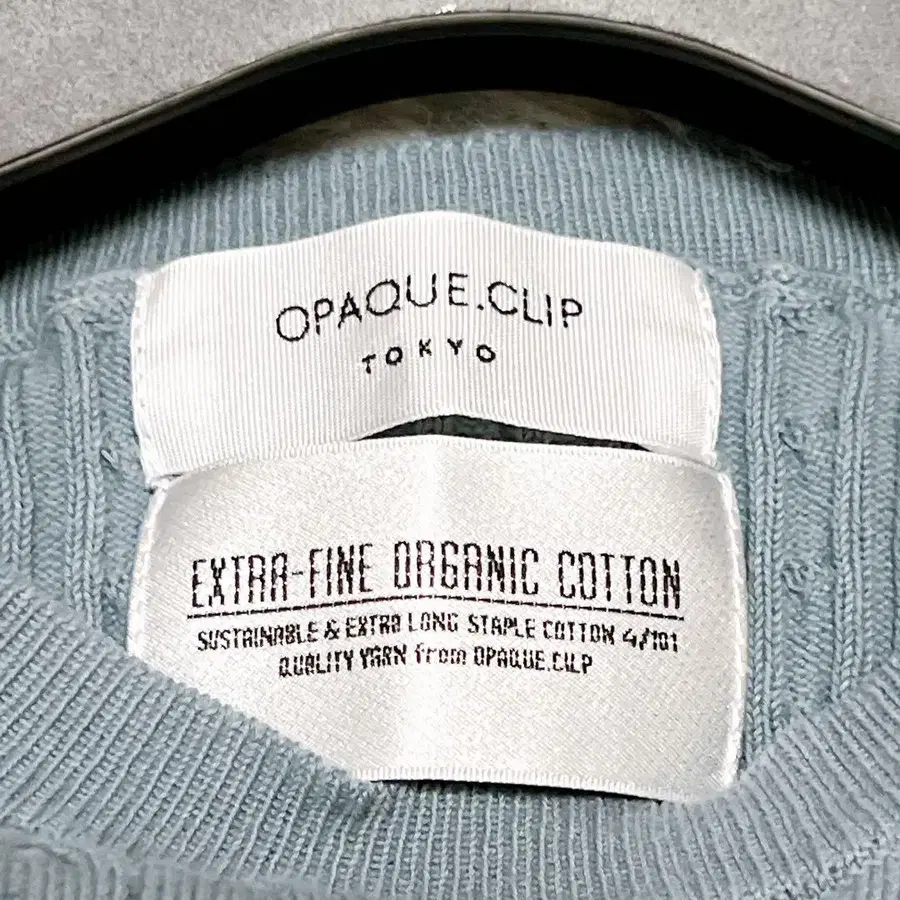 OPAQUE.CLIP
TOKYO
EXTRA-FINE ORGANIC COTTON
SUSTAINABLE & EXTRA LONG STAPLE COTTON 4/101
QUALITY YARN from OPAQUE.CLIP